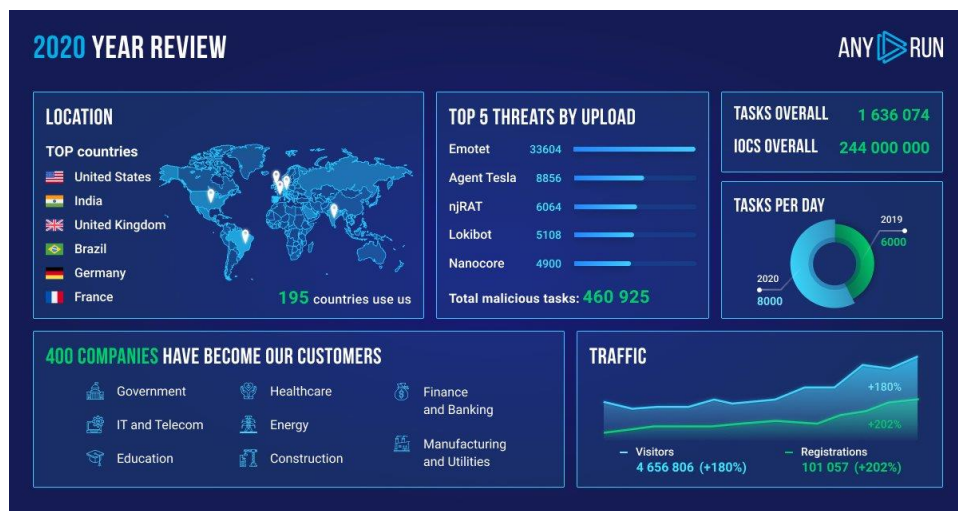 2020 YEAR REVIEW
ANY RUN
LOCATION
TOP countries
United States
India
United Kingdom
Brazil
Germany
France
195 countries use us
TOP 5 THREATS BY UPLOAD
Emotet 33604
Agent Tesla 8856
njRAT 6064
Lokibot 5108
Nanocore 4900
Total malicious tasks: 460 925
TASKS OVERALL 1 636 074
IOCS OVERALL 244 000 000
TASKS PER DAY
2019
6000
2020
8000
400 COMPANIES HAVE BECOME OUR CUSTOMERS
Government
IT and Telecom
Education
Healthcare
Energy
Construction
Finance
and Banking
Manufacturing
and Utilities
TRAFFIC
+180%
+202%
Visitors
4 656 806 (+180%)
Registrations
101 057 (+202%)